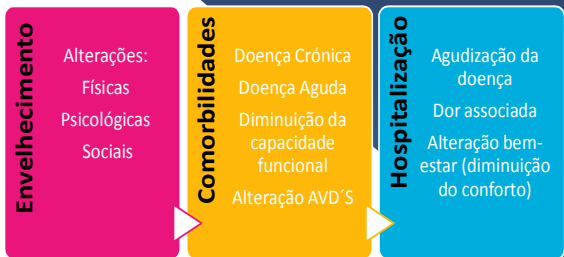 Envelhecimento
Alterações:
Físicas
Psicológicas
Sociais
Comorbilidades
Doença Crónica
Doença Aguda
Diminuição da
capacidade
funcional
Alteração AVD´S
Hospitalização
Agudização da
doença
Dor associada
Alteração bem-
estar (diminuição
do conforto)